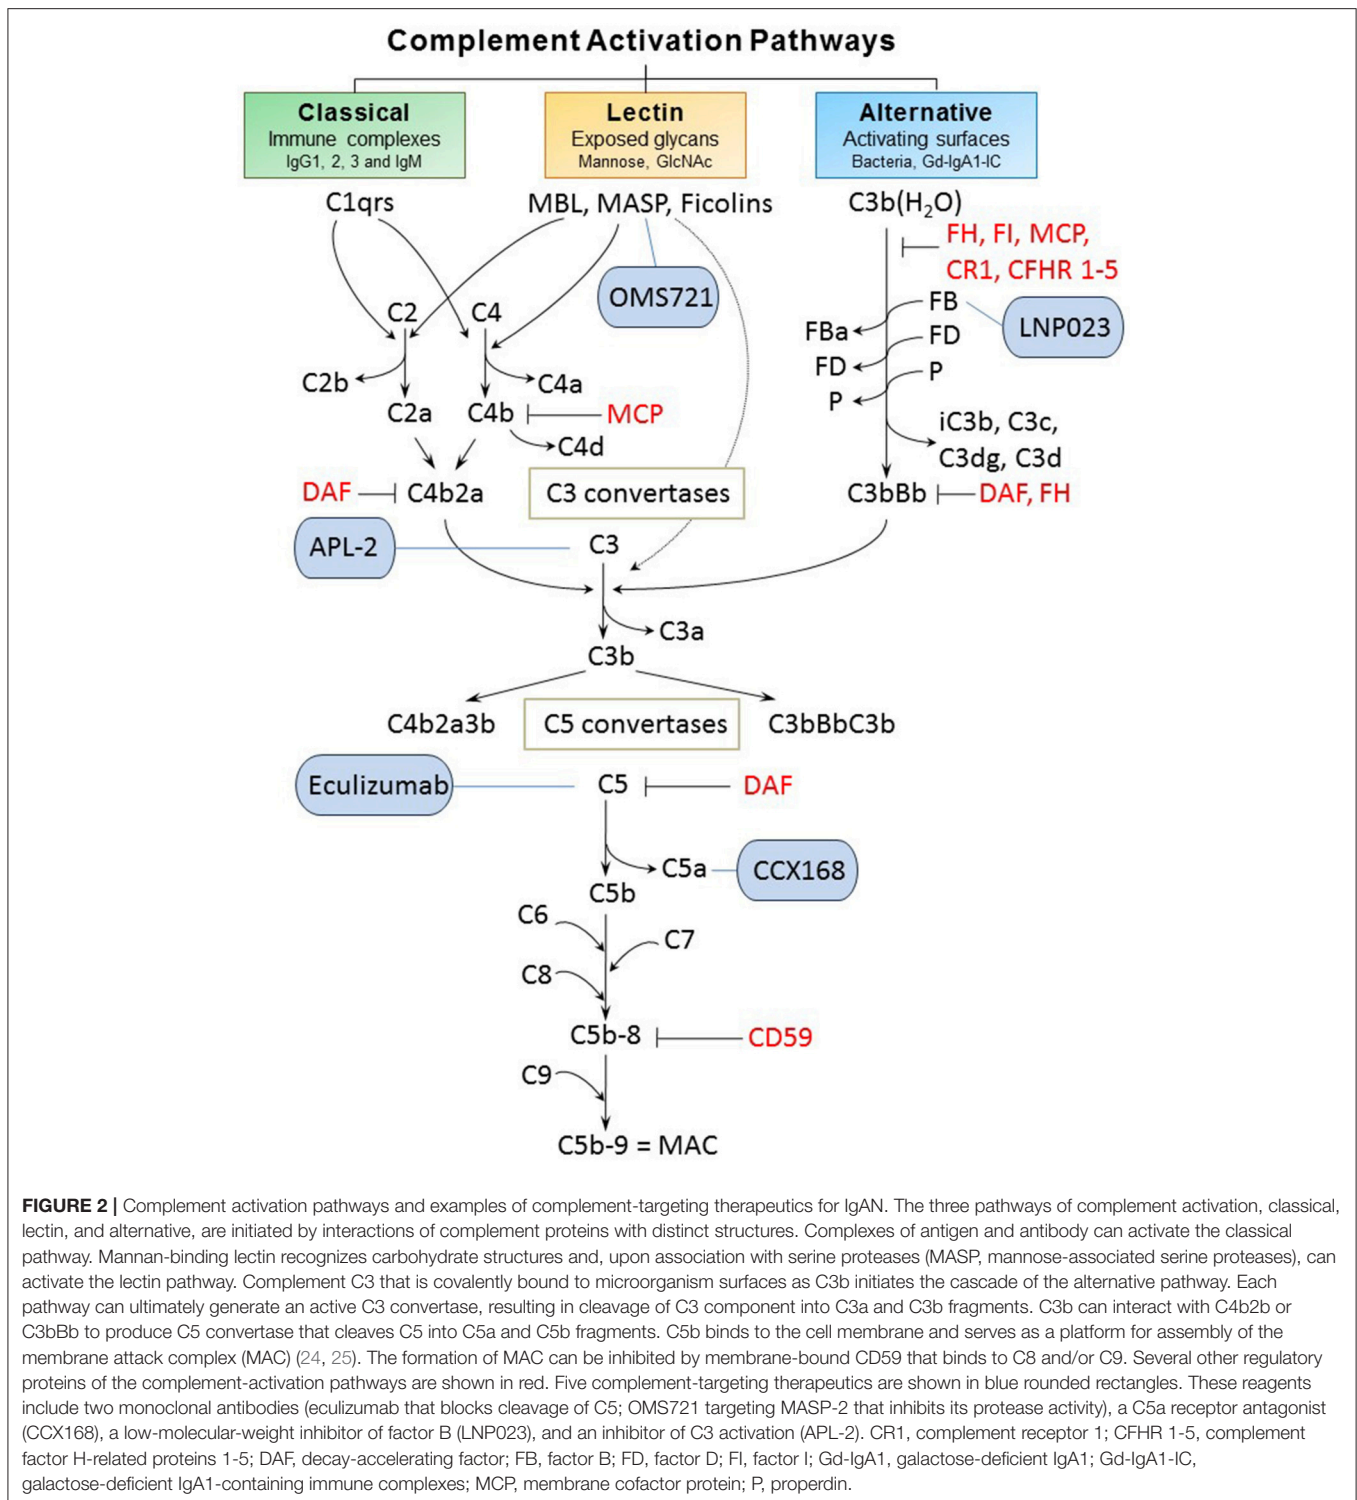 Complement Activation Pathways
Classical
Immune complexes
IgG1, 2, 3 and IgM
Lectin
Exposed glycans
Mannose, GlcNAc
Alternative
Activating surfaces
Bacteria, Gd-IgA1-IC
C1qrs
MBL, MASP, Ficolins
C3b(H₂O)
FH, FI, MCP,
CR1, CFHR 1-5
OMS721
C2
C4
FB
LNP023
FBa
FD
FD
P
P
C2b
C4a
C2a
C4b
MCP
C4d
iC3b, C3c,
C3dg, C3d
DAF
C4b2a
C3 convertases
C3bBb
DAF, FH
APL-2
C3
C3a
C3b
C4b2a3b
C5 convertases
C3bBbC3b
Eculizumab
C5
DAF
C5a
CCX168
C5b
C6
C7
C8
C5b-8
CD59
C9
C5b-9 = MAC
FIGURE 2 | Complement activation pathways and examples of complement-targeting therapeutics for IgAN. The three pathways of complement activation, classical,
lectin, and alternative, are initiated by interactions of complement proteins with distinct structures. Complexes of antigen and antibody can activate the classical
pathway. Mannan-binding lectin recognizes carbohydrate structures and, upon association with serine proteases (MASP, mannose-associated serine proteases), can
activate the lectin pathway. Complement C3 that is covalently bound to microorganism surfaces as C3b initiates the cascade of the alternative pathway. Each
pathway can ultimately generate an active C3 convertase, resulting in cleavage of C3 component into C3a and C3b fragments. C3b can interact with C4b2b or
C3bBb to produce C5 convertase that cleaves C5 into C5a and C5b fragments. C5b binds to the cell membrane and serves as a platform for assembly of the
membrane attack complex (MAC) (24, 25). The formation of MAC can be inhibited by membrane-bound CD59 that binds to C8 and/or C9. Several other regulatory
proteins of the complement-activation pathways are shown in red. Five complement-targeting therapeutics are shown in blue rounded rectangles. These reagents
include two monoclonal antibodies (eculizumab that blocks cleavage of C5; OMS721 targeting MASP-2 that inhibits its protease activity), a C5a receptor antagonist
(CCX168), a low-molecular-weight inhibitor of factor B (LNP023), and an inhibitor of C3 activation (APL-2). CR1, complement receptor 1; CFHR 1-5, complement
factor H-related proteins 1-5; DAF, decay-accelerating factor; FB, factor B; FD, factor D; FI, factor I; Gd-IgA1, galactose-deficient IgA1; Gd-IgA1-IC,
galactose-deficient IgA1-containing immune complexes; MCP, membrane cofactor protein; P, properdin.